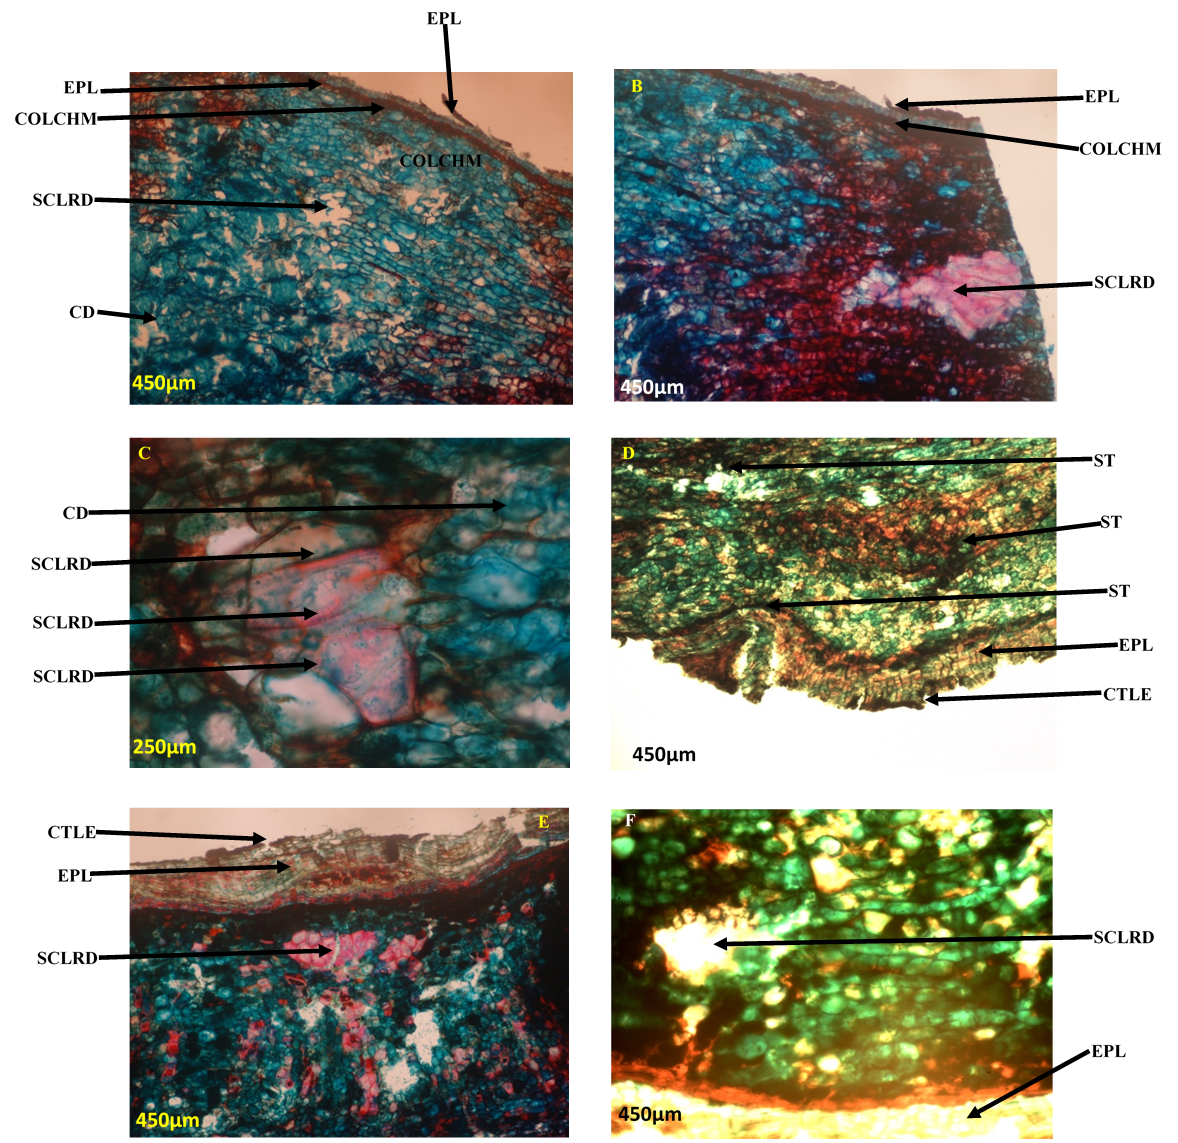 EPL
EPL
COLCHM
COLCHM
SCLRD
CD
450µm
B
EPL
COLCHM
SCLRD
450µm
C
CD
SCLRD
SCLRD
SCLRD
250µm
D
ST
ST
ST
EPL
CTLE
450µm
E
CTLE
EPL
SCLRD
450µm
F
SCLRD
EPL
450µm